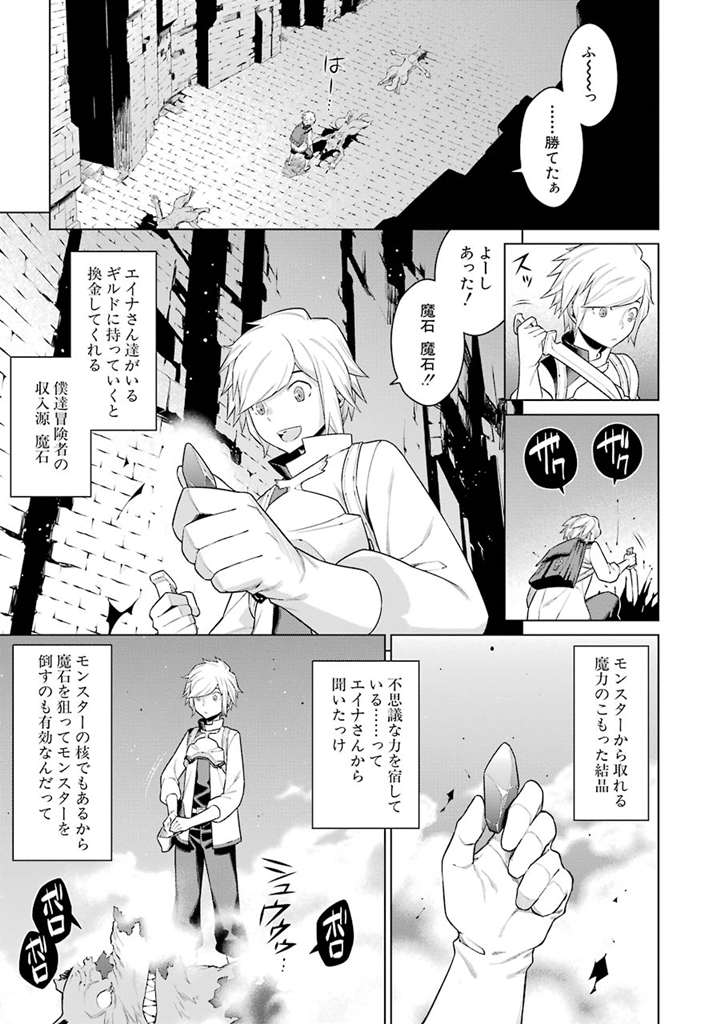 ふ〜〜〜っ
……勝てたぁ
はー…
スッ
ザク
ザク
よーし
あった！
魔石 魔石!!
エイナさん達がいる
ギルドに持っていくと
換金してくれる
僕達冒険者の
収入源 魔石
モンスターから取れる
魔力のこもった結晶
不思議な力を宿して
いる……って
エイナさんから
聞いたっけ
モンスターの核でもあるから
魔石を狙ってモンスターを
倒すのも有効なんだって
シュウゥゥ…
ボロ
ボロ
ボロ